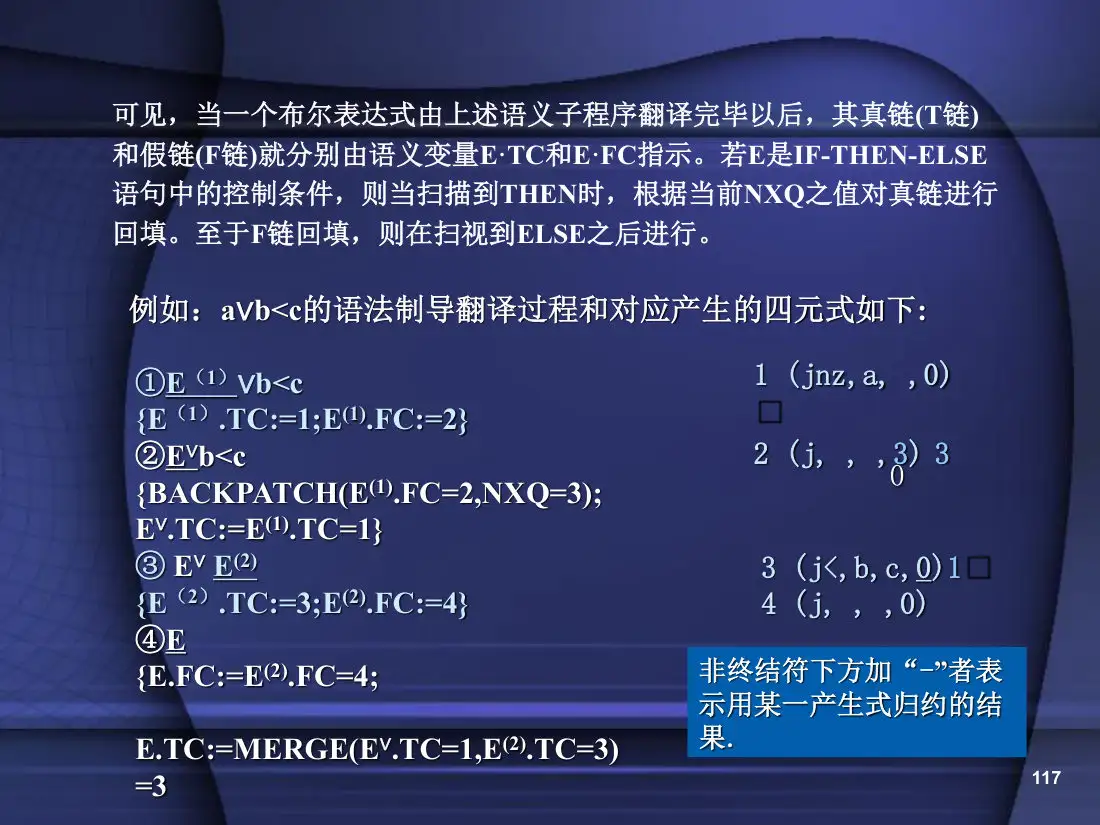 可见，当一个布尔表达式由上述语义子程序翻译完毕以后，其真链(T链)
和假链(F链)就分别由语义变量E·TC和E·FC指示。若E是IF-THEN-ELSE
语句中的控制条件，则当扫描到THEN时，根据当前NXQ之值对真链进行
回填。至于F链回填，则在扫视到ELSE之后进行。
例如：a∨b<c的语法制导翻译过程和对应产生的四元式如下:
①E（1）∨b<c
{E（1）.TC:=1;E(1).FC:=2}
②E∨b<c
{BACKPATCH(E(1).FC=2,NXQ=3);
E∨.TC:=E(1).TC=1}
③ E∨ E(2)
{E（2）.TC:=3;E(2).FC:=4}
④E
{E.FC:=E(2).FC=4;
E.TC:=MERGE(E∨.TC=1,E(2).TC=3)
=3
1 (jnz,a, ,0)
□
2 (j, , ,3) 3
0
3 (j<,b,c,0)1□
4 (j, , ,0)
非终结符下方加“-”者表
示用某一产生式归约的结
果.
117